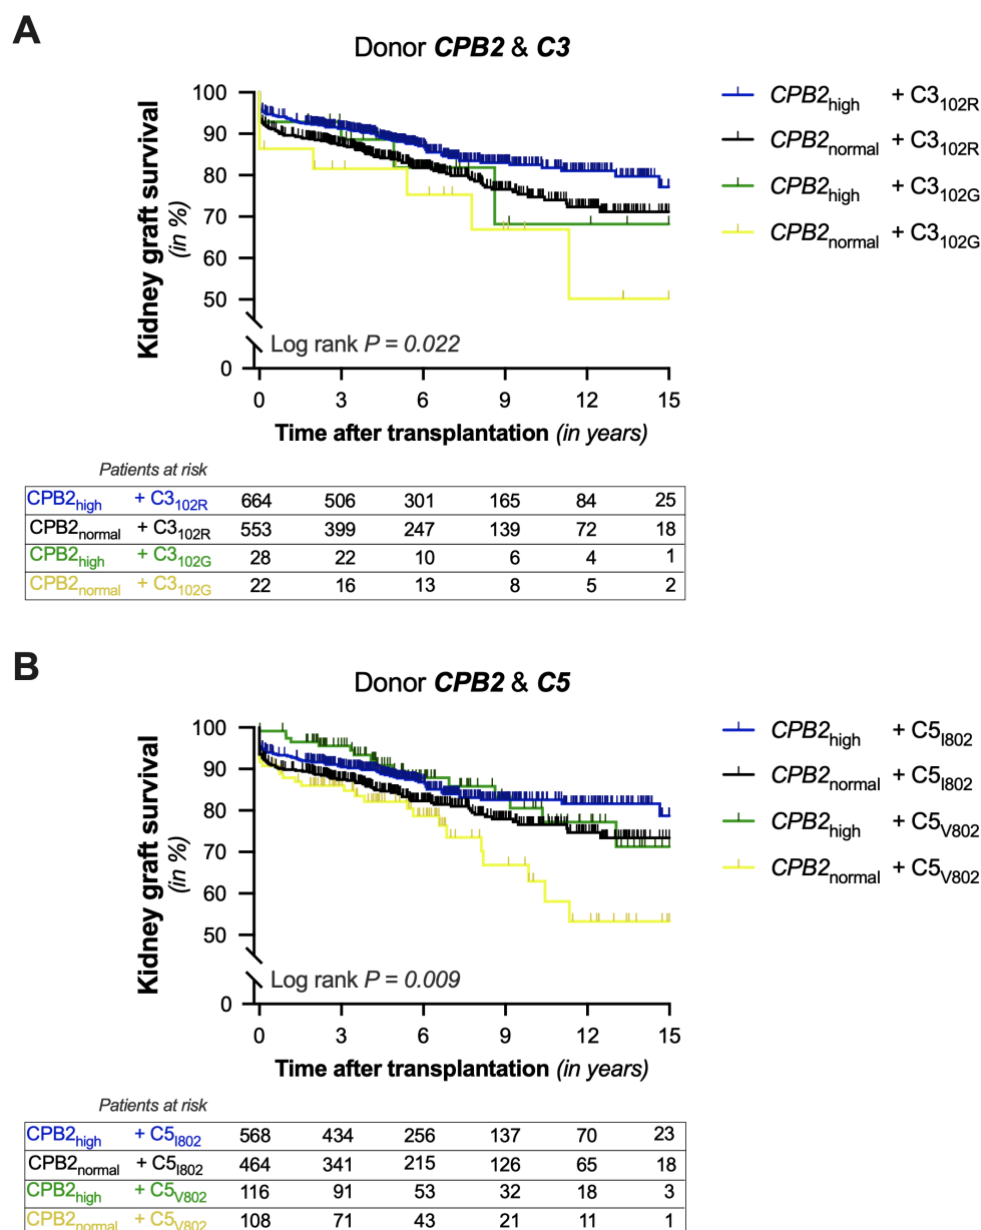 A
Donor CPB2 & C3
Kidney graft survival
(in %)
100
90
80
70
60
50
0
Log rank P = 0.022
0 3 6 9 12 15
Time after transplantation (in years)
CPB2high + C3102R
CPB2normal + C3102R
CPB2high + C3102G
CPB2normal + C3102G
Patients at risk
CPB2high + C3102R 664 506 301 165 84 25
CPB2normal + C3102R 553 399 247 139 72 18
CPB2high + C3102G 28 22 10 6 4 1
CPB2normal + C3102G 22 16 13 8 5 2
B
Donor CPB2 & C5
Kidney graft survival
(in %)
100
90
80
70
60
50
0
Log rank P = 0.009
0 3 6 9 12 15
Time after transplantation (in years)
CPB2high + C5I802
CPB2normal + C5I802
CPB2high + C5V802
CPB2normal + C5V802
Patients at risk
CPB2high + C5I802 568 434 256 137 70 23
CPB2normal + C5I802 464 341 215 126 65 18
CPB2high + C5V802 116 91 53 32 18 3
CPB2normal + C5V802 108 71 43 21 11 1